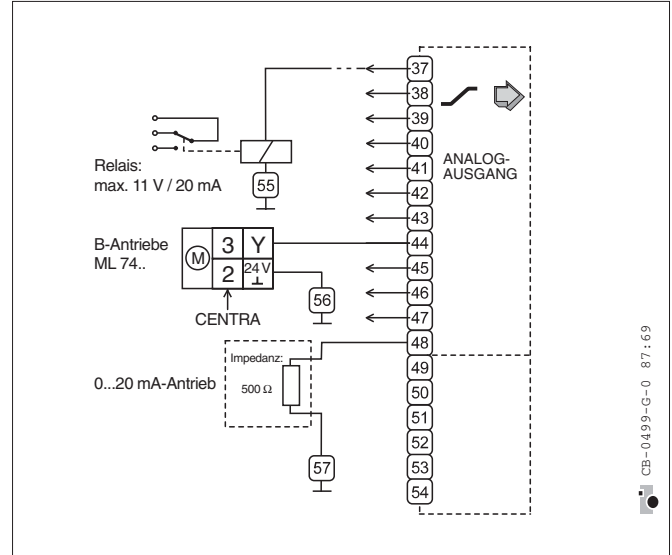 37
38
39
40
41
42
43
44
45
46
47
48
49
50
51
52
53
54
ANALOG-
AUSGANG
Relais:
max. 11 V / 20 mA
55
B-Antriebe
ML 74..
M
3
Y
2
24 V
56
CENTRA
0...20 mA-Antrieb
Impedanz:
500 Ω
57
CB-0499-G-0 87:69